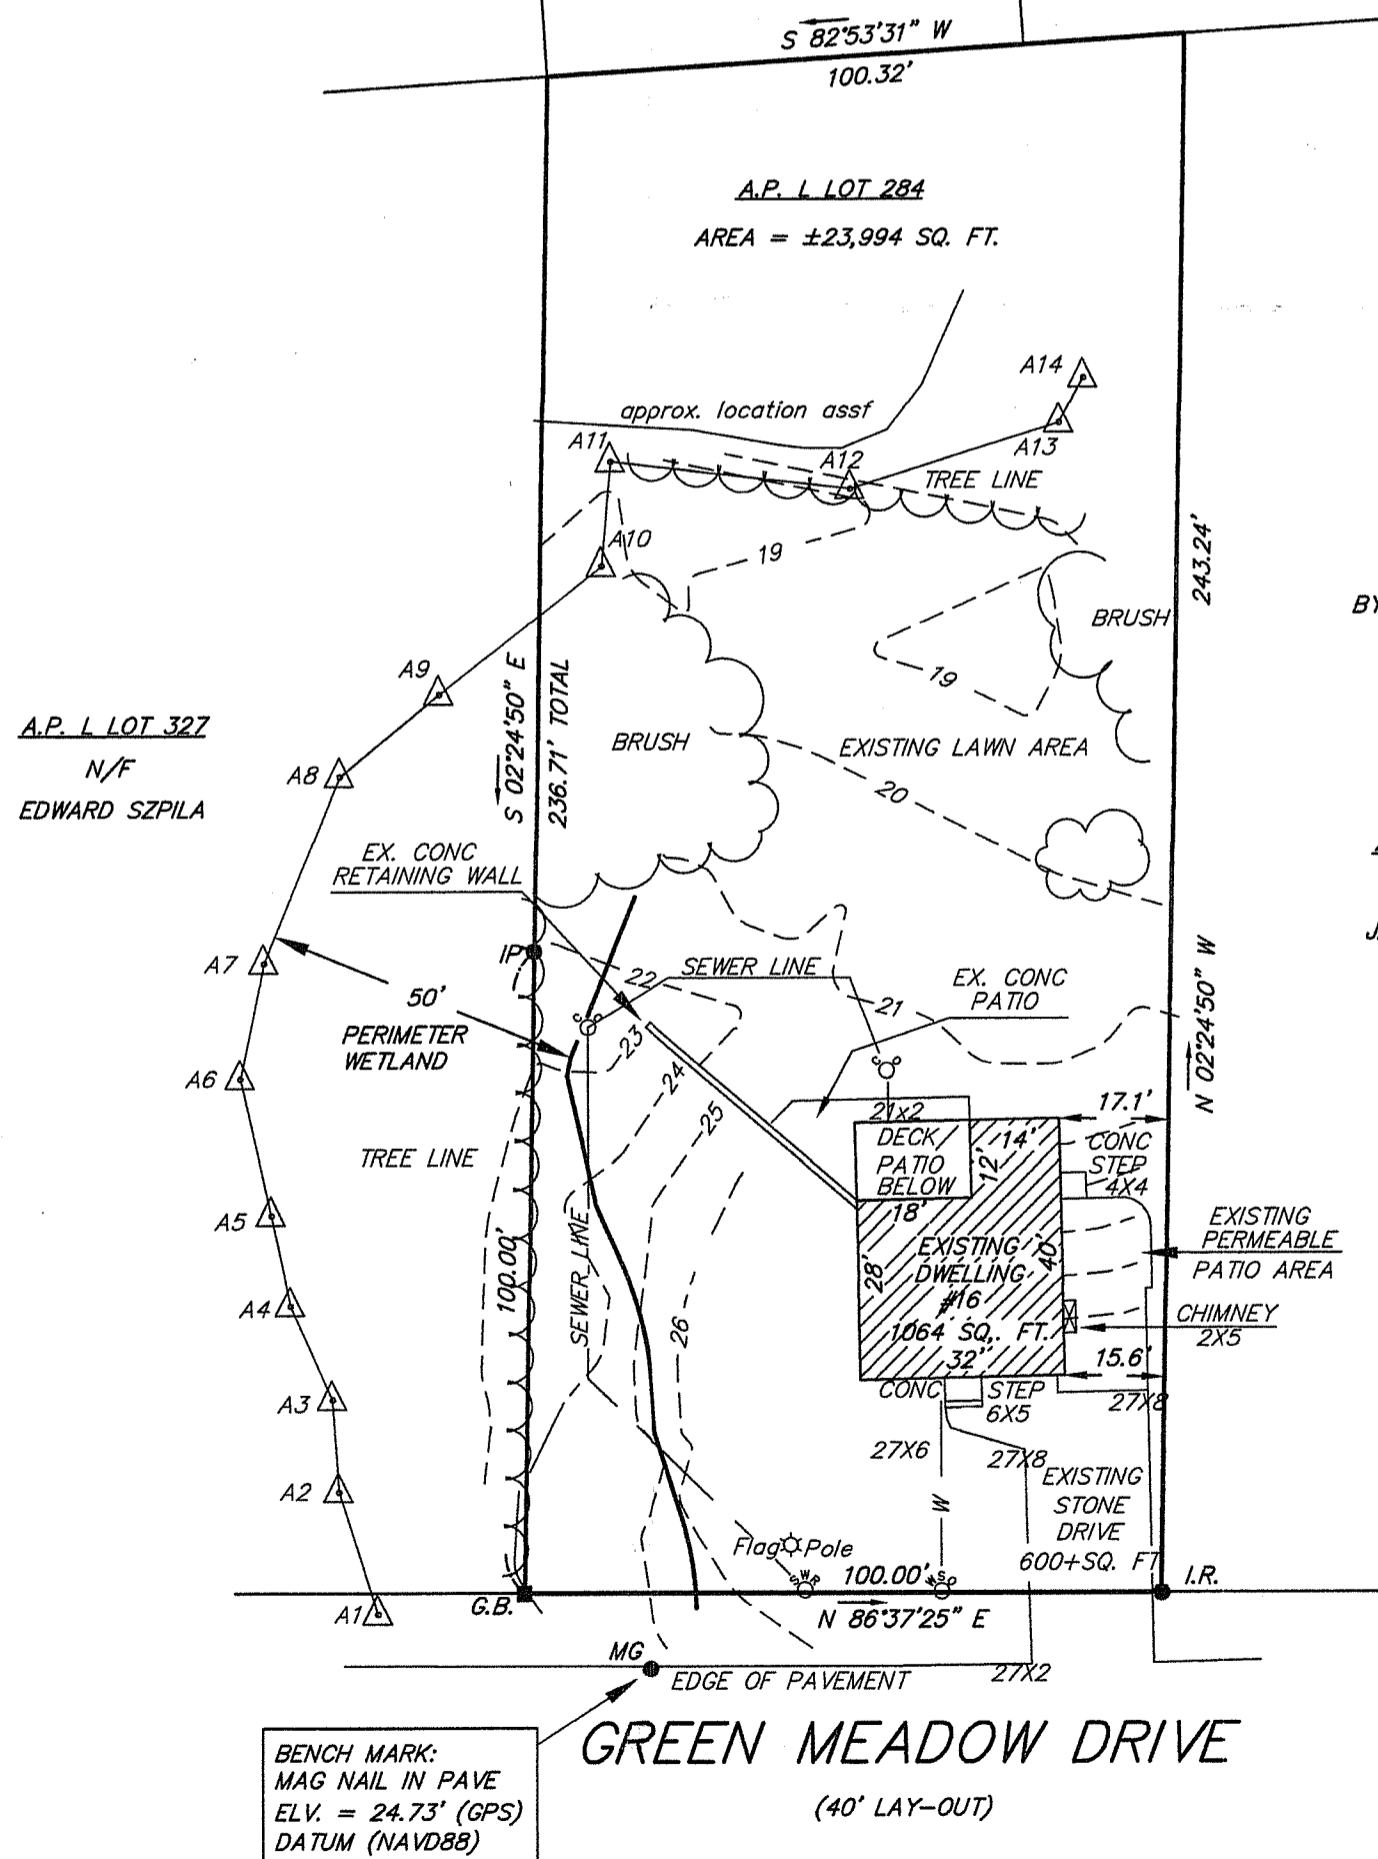 S 82°53'31" W
100.32'
A.P. L LOT 284
AREA = ±23,994 SQ. FT.
A14
approx. location assf
A13
A11
A12
TREE LINE
A10
19
243.24'
BY
BRUSH
A9
19
S 02°24'50" E
236.71' TOTAL
A.P. L LOT 327
N/F
EDWARD SZPILA
BRUSH
EXISTING LAWN AREA
A8
20
EX. CONC
RETAINING WALL
IP
A7
22
SEWER LINE
EX. CONC
PATIO
50'
21
PERIMETER
WETLAND
C
O
23
N 02°24'50" W
C
O
A6
24
25
21x2
17.1'
DECK/
PATIO
BELOW
14'
12'
CONC
STEP
4X4
TREE LINE
18'
A5
EXISTING
PERMEABLE
PATIO AREA
EXISTING
DWELLING
#16
1064 SQ,. FT.
32'
28'
40'
100.00'
SEWER LINE
A4
26
CHIMNEY
2X5
15.6'
CONC
STEP
6X5
27X8
A3
27X6
27X8
EXISTING
STONE
DRIVE
600+SQ. FT
A2
W
Flag Pole
SWR
100.00'
WSO
I.R.
G.B.
A1
N 86°37'25" E
MG
EDGE OF PAVEMENT
27X2
GREEN MEADOW DRIVE
(40' LAY-OUT)
BENCH MARK:
MAG NAIL IN PAVE
ELV. = 24.73' (GPS)
DATUM (NAVD88)